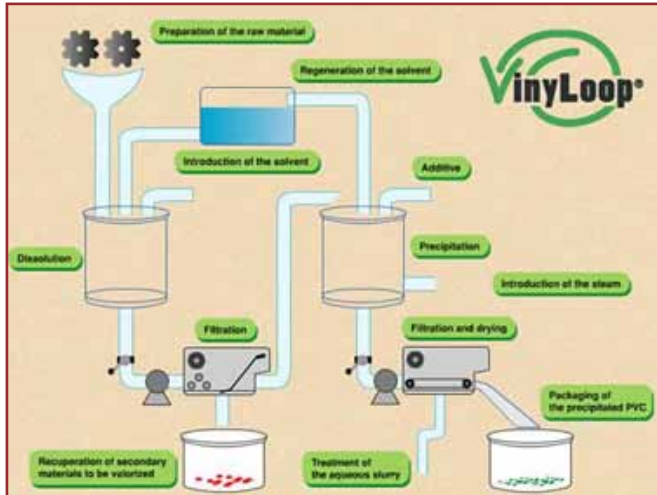 Preparation of the raw material
Regeneration of the solvent
VinyLoop®
Introduction of the solvent
Additive
Dissolution
Precipitation
Introduction of the steam
Filtration
Filtration and drying
Packaging of
the precipitated PVC
Recuperation of secondary
materials to be valorized
Treatment of
the aqueous slurry